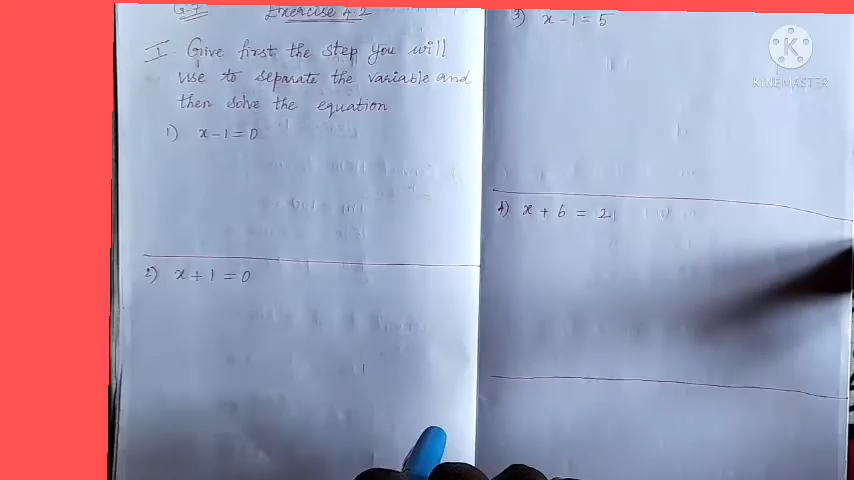 G.7 Exercise 4.2
I. Give first the step you will
use to separate the variable and
then solve the equation
1) x - 1 = 0
2) x + 1 = 0
3) x - 1 = 5
4) x + 6 = 2
KINEMASTER